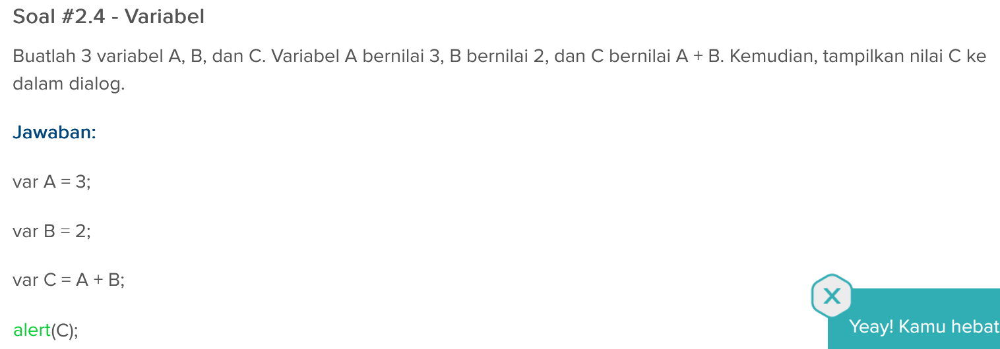 Soal #2.4 - Variabel
Buatlah 3 variabel A, B, dan C. Variabel A bernilai 3, B bernilai 2, dan C bernilai A + B. Kemudian, tampilkan nilai C ke
dalam dialog.
Jawaban:
var A = 3;
var B = 2;
var C = A + B;
alert(C);
X
Yeay! Kamu hebat